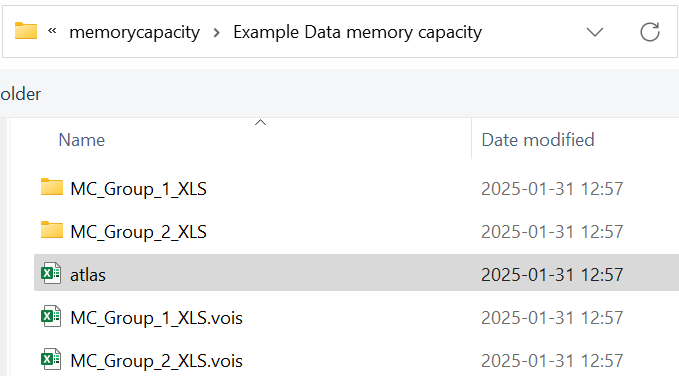 « memorycapacity > Example Data memory capacity
older
Name Date modified
MC_Group_1_XLS 2025-01-31 12:57
MC_Group_2_XLS 2025-01-31 12:57
atlas 2025-01-31 12:57
MC_Group_1_XLS.vois 2025-01-31 12:57
MC_Group_2_XLS.vois 2025-01-31 12:57